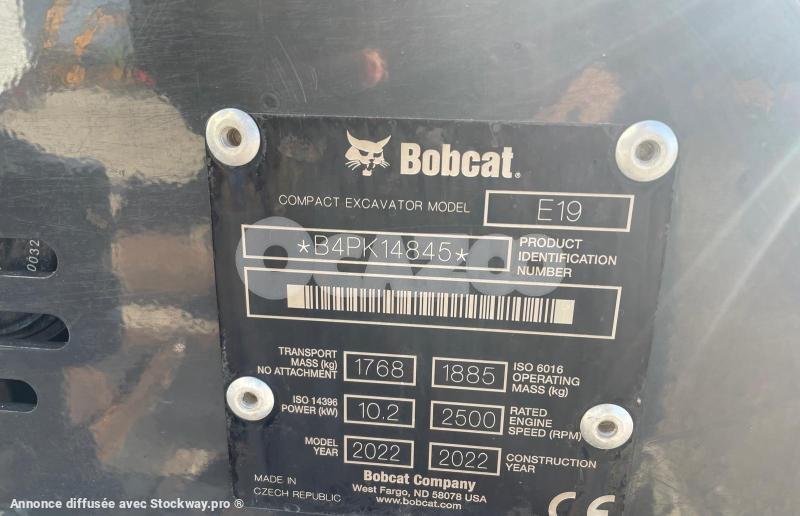 Bobcat®
COMPACT EXCAVATOR MODEL E19
*B4PK14845* PRODUCT IDENTIFICATION NUMBER
OCAZOO
TRANSPORT MASS (kg) NO ATTACHMENT 1768 1885 ISO 6016 OPERATING MASS (kg)
ISO 14396 POWER (kW) 10.2 2500 RATED ENGINE SPEED (RPM)
MODEL YEAR 2022 2022 CONSTRUCTION YEAR
MADE IN
CZECH REPUBLIC
Bobcat Company
West Fargo, ND 58078 USA
www.bobcat.com
CE
0032
Annonce diffusée avec Stockway.pro ®